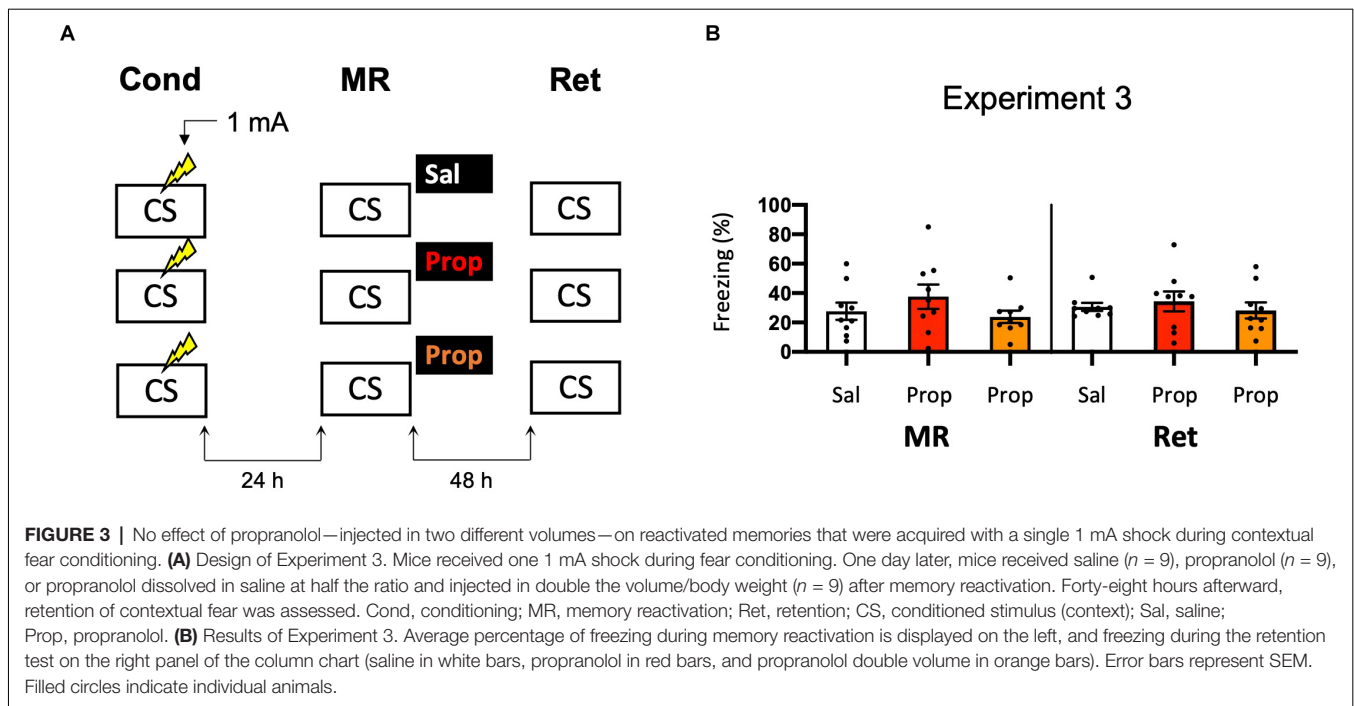 A
Cond MR Ret
1 mA
CS CS Sal CS
CS CS Prop CS
CS CS Prop CS
24 h 48 h
B
Experiment 3
Freezing (%)
100
80
60
40
20
0
Sal Prop Prop Sal Prop Prop
MR Ret
FIGURE 3 | No effect of propranolol—injected in two different volumes—on reactivated memories that were acquired with a single 1 mA shock during contextual
fear conditioning. (A) Design of Experiment 3. Mice received one 1 mA shock during fear conditioning. One day later, mice received saline (n = 9), propranolol (n = 9),
or propranolol dissolved in saline at half the ratio and injected in double the volume/body weight (n = 9) after memory reactivation. Forty-eight hours afterward,
retention of contextual fear was assessed. Cond, conditioning; MR, memory reactivation; Ret, retention; CS, conditioned stimulus (context); Sal, saline;
Prop, propranolol. (B) Results of Experiment 3. Average percentage of freezing during memory reactivation is displayed on the left, and freezing during the retention
test on the right panel of the column chart (saline in white bars, propranolol in red bars, and propranolol double volume in orange bars). Error bars represent SEM.
Filled circles indicate individual animals.